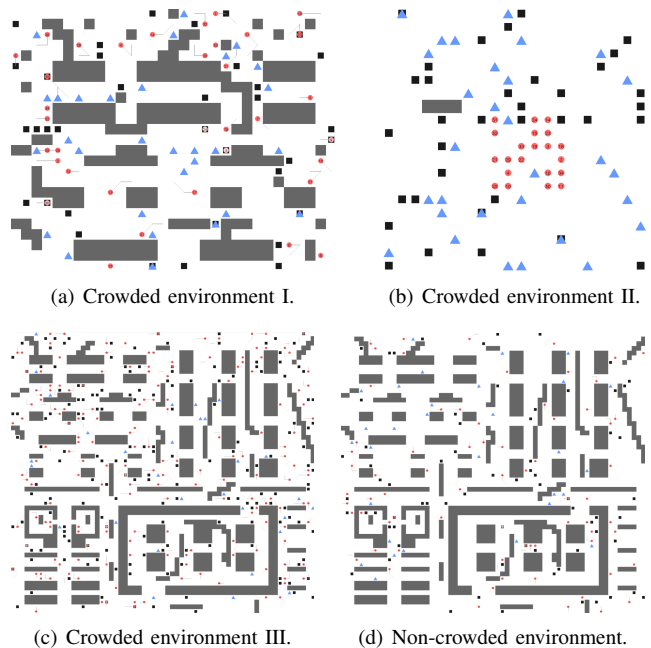 (a) Crowded environment I.
(b) Crowded environment II.
(c) Crowded environment III.
(d) Non-crowded environment.